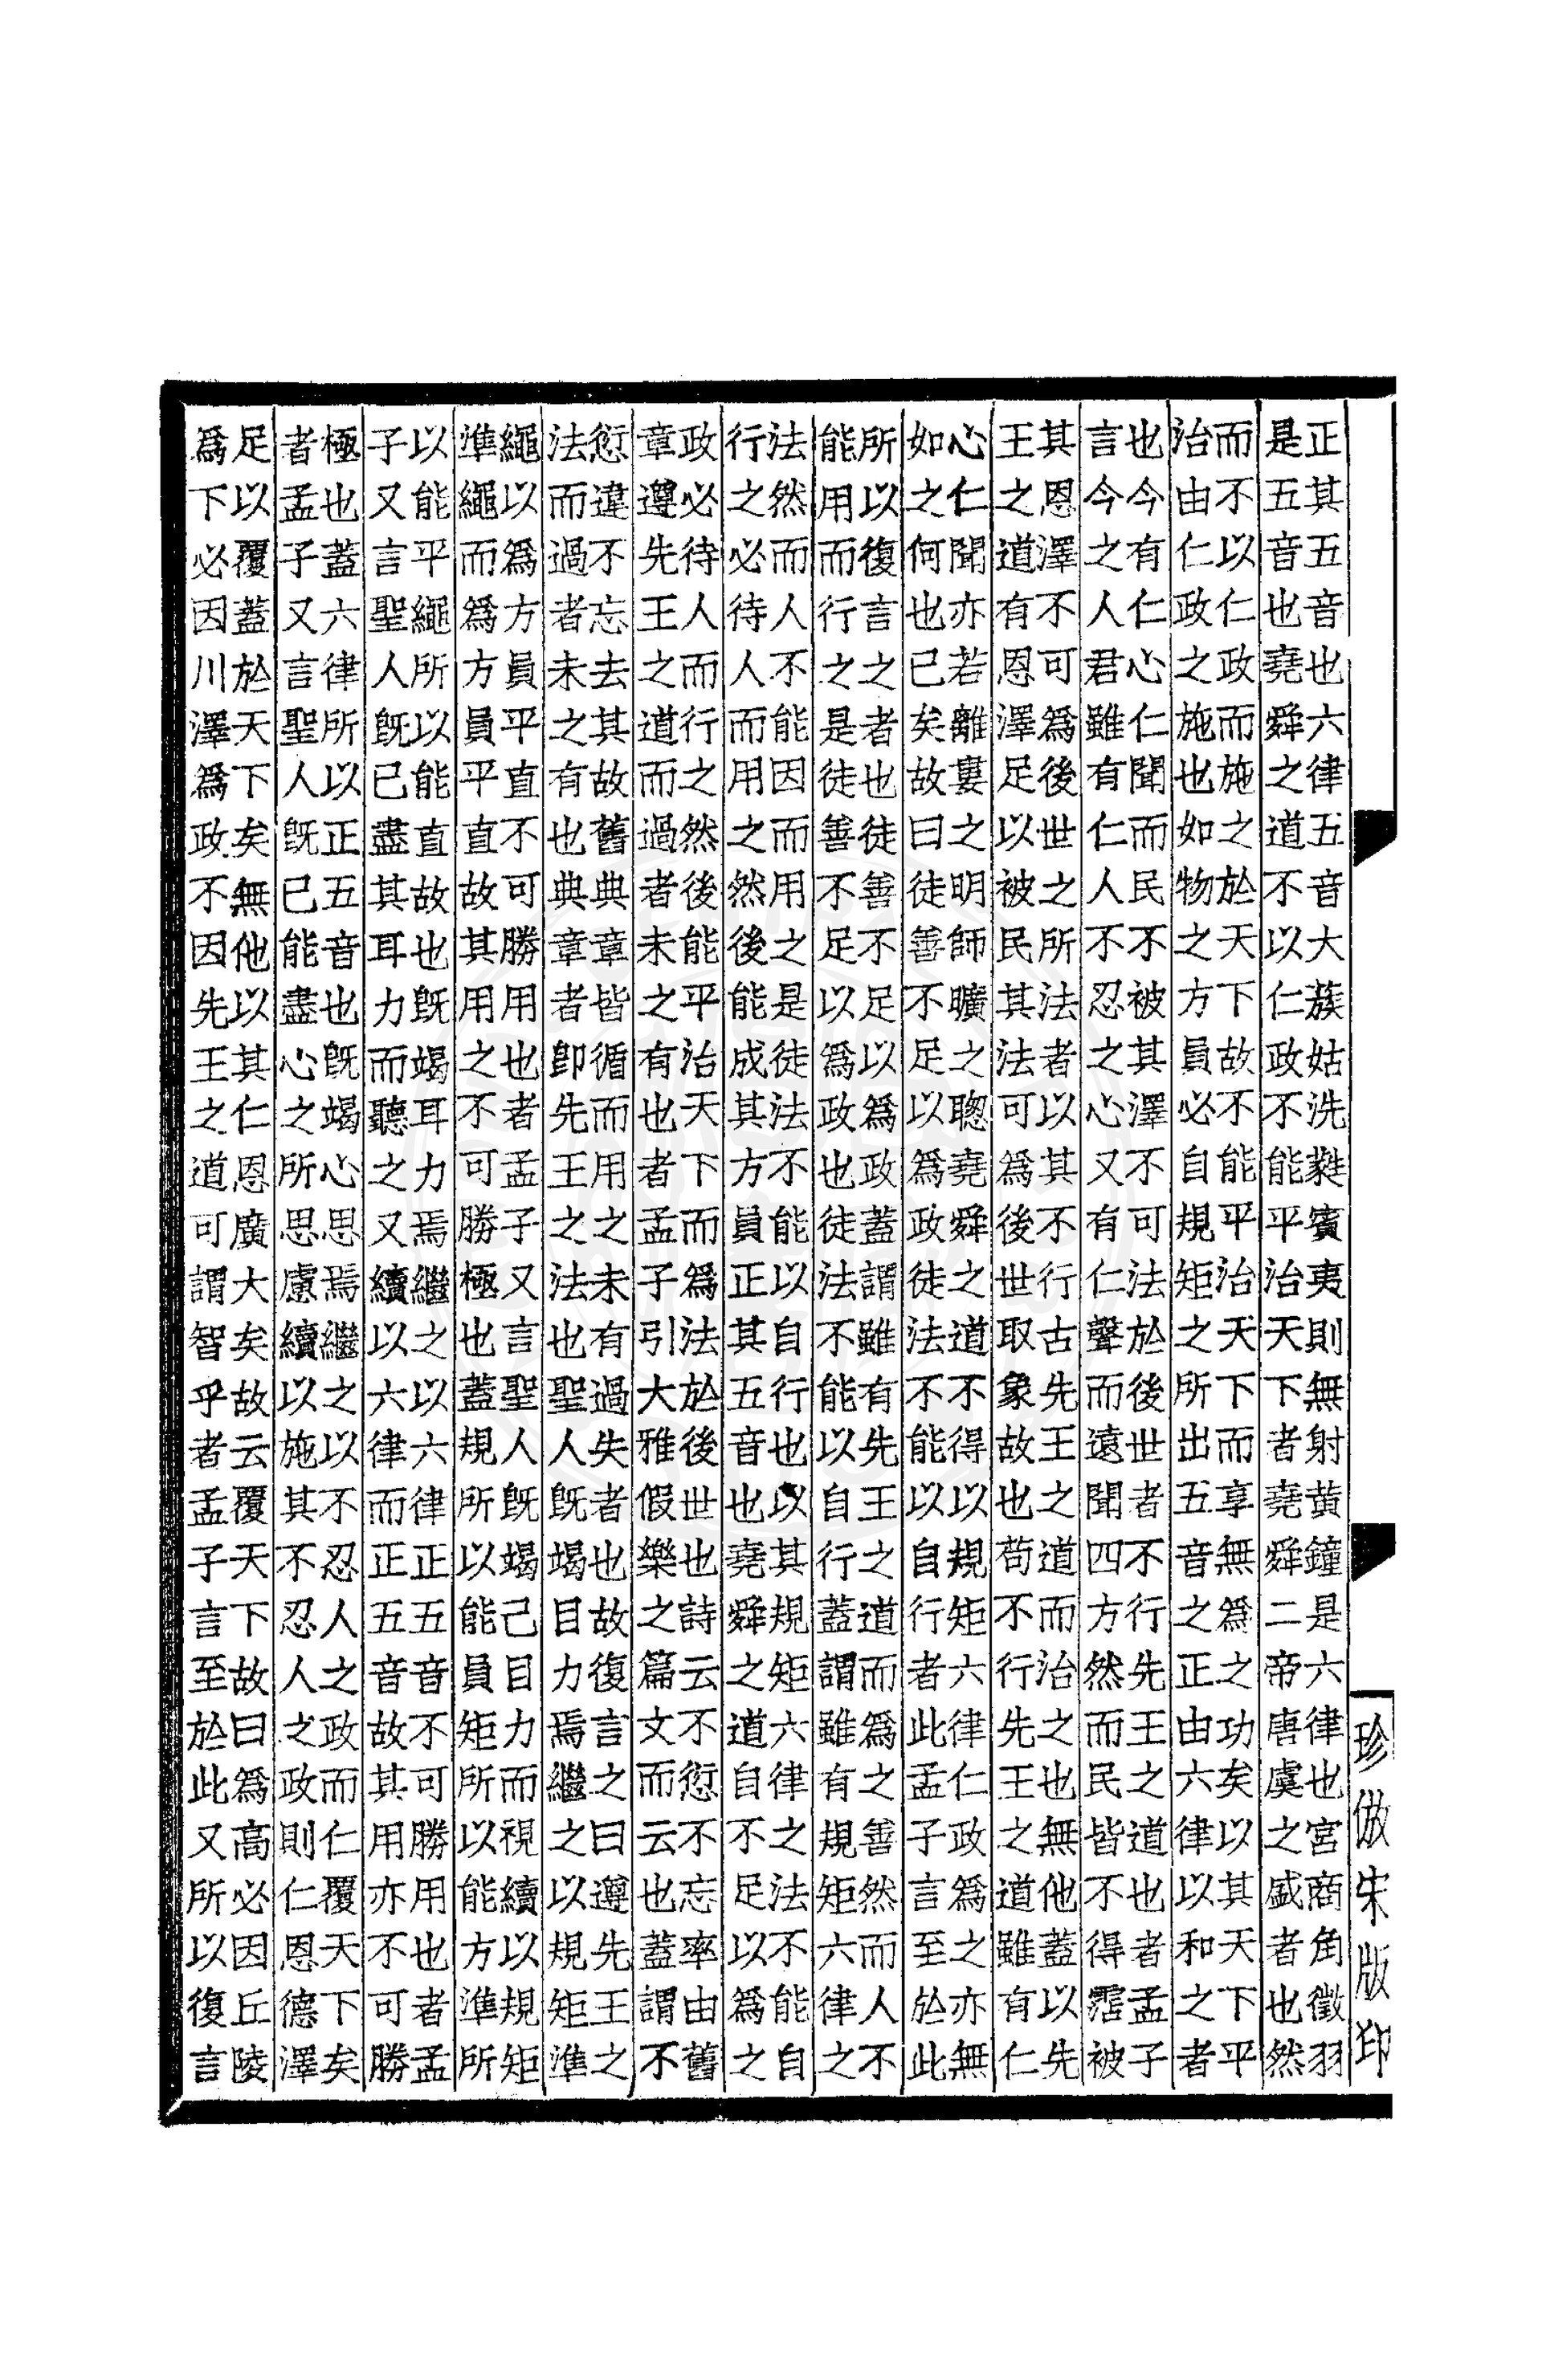 珍倣宋版印
正其五音也六律五音大蔟姑洗蕤賓夷則無射黃鐘是六律也宮商角徵羽
是五音也堯舜之道不以仁政不能平治天下者堯舜二帝唐虞之盛者也然
而不以仁政而施之於天下故不能平治天下而享無爲之功矣以其天下平
治由仁政之施也如物之方員必自規矩之所出五音之正由六律以和之者
也今有仁心仁聞而民不被其澤不可法於後世者不行先王之道也者孟子
言今之人君雖有仁人不忍之心又有仁聲而遠聞四方然而民皆不得霑被
其恩澤不可爲後世之所法者以其不行古先王之道而治之也無他蓋以先
王之道有恩澤足以被民其法可爲後世取象故也苟不行先王之道雖有仁
心仁聞亦若離婁之明師曠之聰堯舜之道不得以規矩六律仁政爲之亦無
如之何也已矣故曰徒善不足以爲政徒法不能以自行者此孟子言至於此
所以復言之者也徒善不足以爲政蓋謂雖有先王之道而爲之善然而人不
能用而行之是徒善不足以爲政也徒法不能以自行蓋謂雖有規矩六律之
法然而人不能因而用之是徒法不能以自行也以其規矩六律之法不能自
行之必待人而用之然後能成其方員正其五音也堯舜之道自不足以爲之
政必待人而行之然後能平治天下而爲法於後世也詩云不愆不忘率由舊
章遵先王之道而過者未之有也者孟子引大雅假樂之篇文而云也蓋謂不
愆違不忘去其故舊典章皆循而用之未有過失者也故復言之曰遵先王之
法而過者未之有也典章者卽先王之法也聖人旣竭目力焉繼之以規矩準
繩以爲方員平直不可勝用也者孟子又言聖人旣竭己目力而視續以規矩
準繩而爲方員平直故其用之不可勝極也蓋規所以能員矩所以能方準所
以能平繩所以能直故也旣竭耳力焉繼之以六律正五音不可勝用也者孟
子又言聖人旣已盡其耳力而聽之又續以六律而正五音故其用亦不可勝
極也蓋六律所以正五音也旣竭心思焉繼之以不忍人之政而仁覆天下矣
者孟子又言聖人旣已能盡心之所思慮續以施其不忍人之政則仁恩德澤
足以覆蓋於天下矣無他以其仁恩廣大矣故云覆天下故曰爲高必因丘陵
爲下必因川澤爲政不因先王之道可謂智乎者孟子言至於此又所以復言